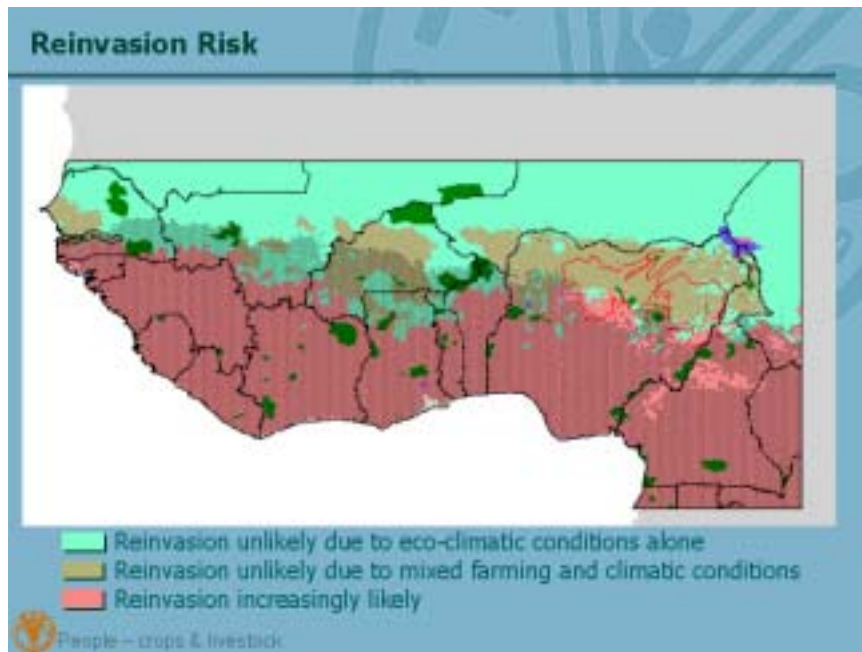 Reinvasion Risk
Reinvasion unlikely due to eco-climatic conditions alone
Reinvasion unlikely due to mixed farming and climatic conditions
Reinvasion increasingly likely
People – crops & livestock